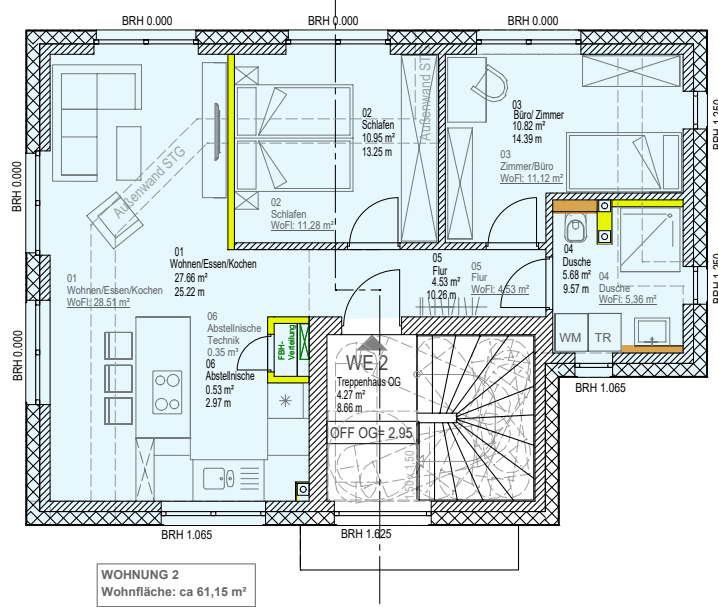 BRH 0.000
BRH 0.000
BRH 0.000
Außenwand STG
02
Schlafen
10.95 m²
13.25 m
03
Büro/ Zimmer
10.82 m²
14.39 m
03
Zimmer/Büro
WoFl: 11,12 m²
BRH 1.250
BRH 0.000
Außenwand STG
02
Schlafen
WoFl: 11,28 m²
01
Wohnen/Essen/Kochen
27.66 m²
25.22 m
01
Wohnen/Essen/Kochen
WoFl: 28.51 m²
05
Flur
4.53 m²
10.26 m
05
Flur
WoFl: 4,53 m²
04
Dusche
5.68 m²
9.57 m
04
Dusche
WoFl: 5,36 m²
BRH 1.260
06
Abstellnische
Technik
0.35 m²
06
Abstellnische
0.53 m²
2.97 m
FBH-
Verteilung
BRH 0.000
WE 2
Treppenhaus OG
4.27 m²
8.66 m
WM
TR
BRH 1.065
OFF OG= 2,95
BRH 1.065
BRH 1.625
WOHNUNG 2
Wohnfläche: ca 61,15 m²